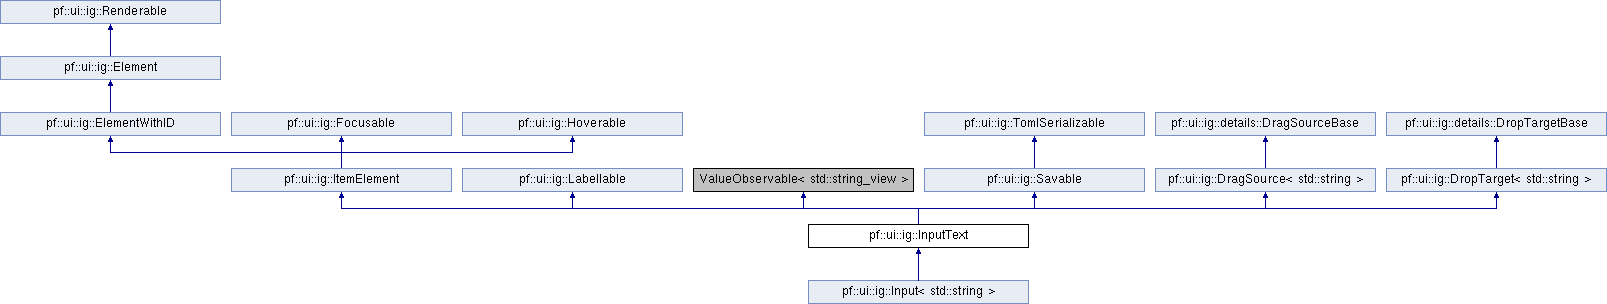 pf::ui::ig::Renderable
pf::ui::ig::Element
pf::ui::ig::ElementWithID
pf::ui::ig::Focusable
pf::ui::ig::Hoverable
pf::ui::ig::TomlSerializable
pf::ui::ig::details::DragSourceBase
pf::ui::ig::details::DropTargetBase
pf::ui::ig::ItemElement
pf::ui::ig::Labellable
ValueObservable< std::string_view >
pf::ui::ig::Savable
pf::ui::ig::DragSource< std::string >
pf::ui::ig::DropTarget< std::string >
pf::ui::ig::InputText
pf::ui::ig::Input< std::string >